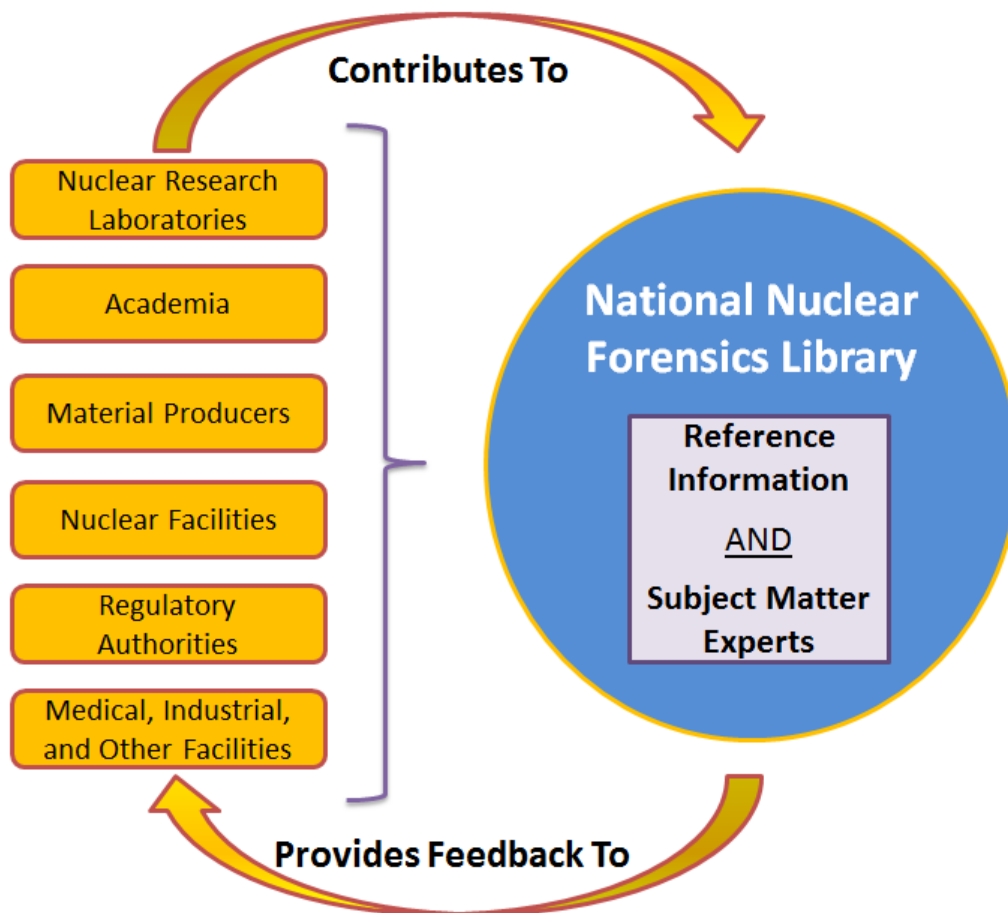 Contributes To
Nuclear Research
Laboratories
Academia
Material Producers
Nuclear Facilities
Regulatory
Authorities
Medical, Industrial,
and Other Facilities
National Nuclear
Forensics Library
Reference
Information
AND
Subject Matter
Experts
Provides Feedback To